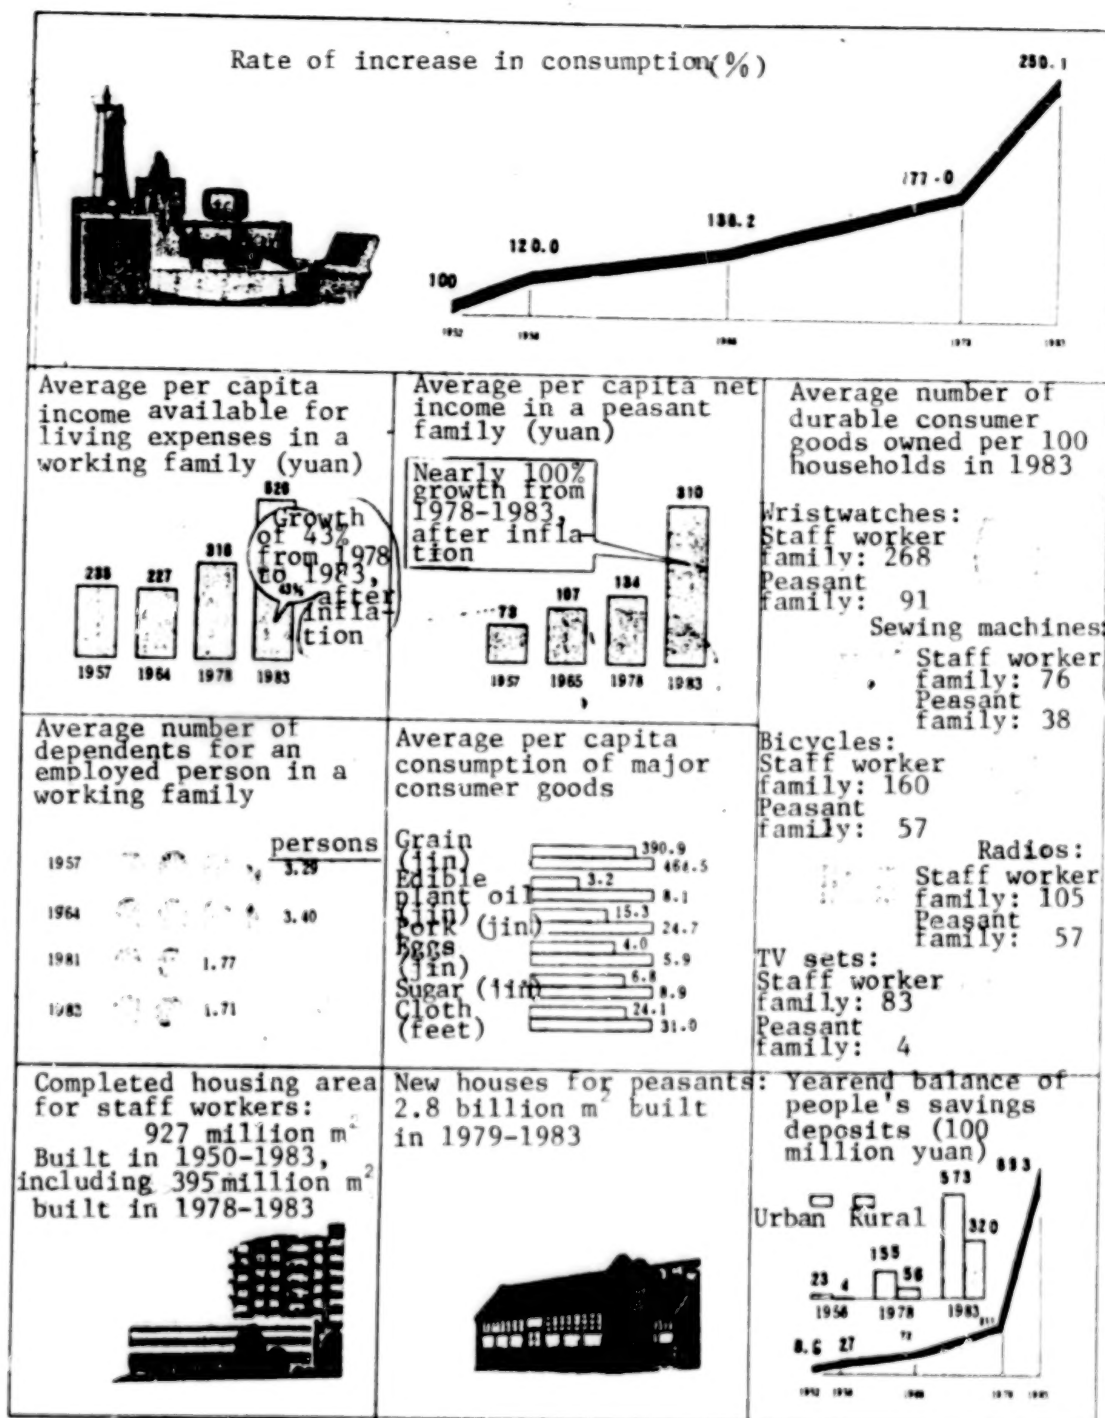 Rate of increase in consumption(%)
250.1
177.0
138.2
120.0
100
1952
1978
1983
Average per capita
income available for
living expenses in a
working family (yuan)
526
Growth
of 43%
from 1978
to 1983,
after
infla-
tion
43%
316
227
1957 1964 1978 1983
Average per capita net
income in a peasant
family (yuan)
Nearly 100%
growth from
1978-1983,
after infla-
tion
310
134
107
73
1957 1965 1978 1983
Average number of
durable consumer
goods owned per 100
households in 1983
Wristwatches:
Staff worker
family: 268
Peasant
family: 91
Sewing machines:
Staff worker
family: 76
Peasant
family: 38
Bicycles:
Staff worker
family: 160
Peasant
family: 57
Radios:
Staff worker
family: 105
Peasant
family: 57
TV sets:
Staff worker
family: 83
Peasant
family: 4
Average number of
dependents for an
employed person in a
working family
persons
1957 3.29
1964 3.40
1981 1.77
1983 1.71
Average per capita
consumption of major
consumer goods
Grain
(jin)
390.9
Edible
plant oil
(jin)
3.2
8.1
Pork (jin)
15.3
24.7
Eggs
(jin)
4.0
5.9
Sugar (jin)
6.8
8.9
Cloth
(feet)
24.1
31.0
Completed housing area
for staff workers:
927 million m²
Built in 1950-1983,
including 395 million m²
built in 1978-1983
New houses for peasants:
2.8 billion m² built
in 1979-1983
Yearend balance of
people's savings
deposits (100
million yuan)
893
573
Urban Rural
320
155
56
23
4
1978 1983
8.6 27
1952